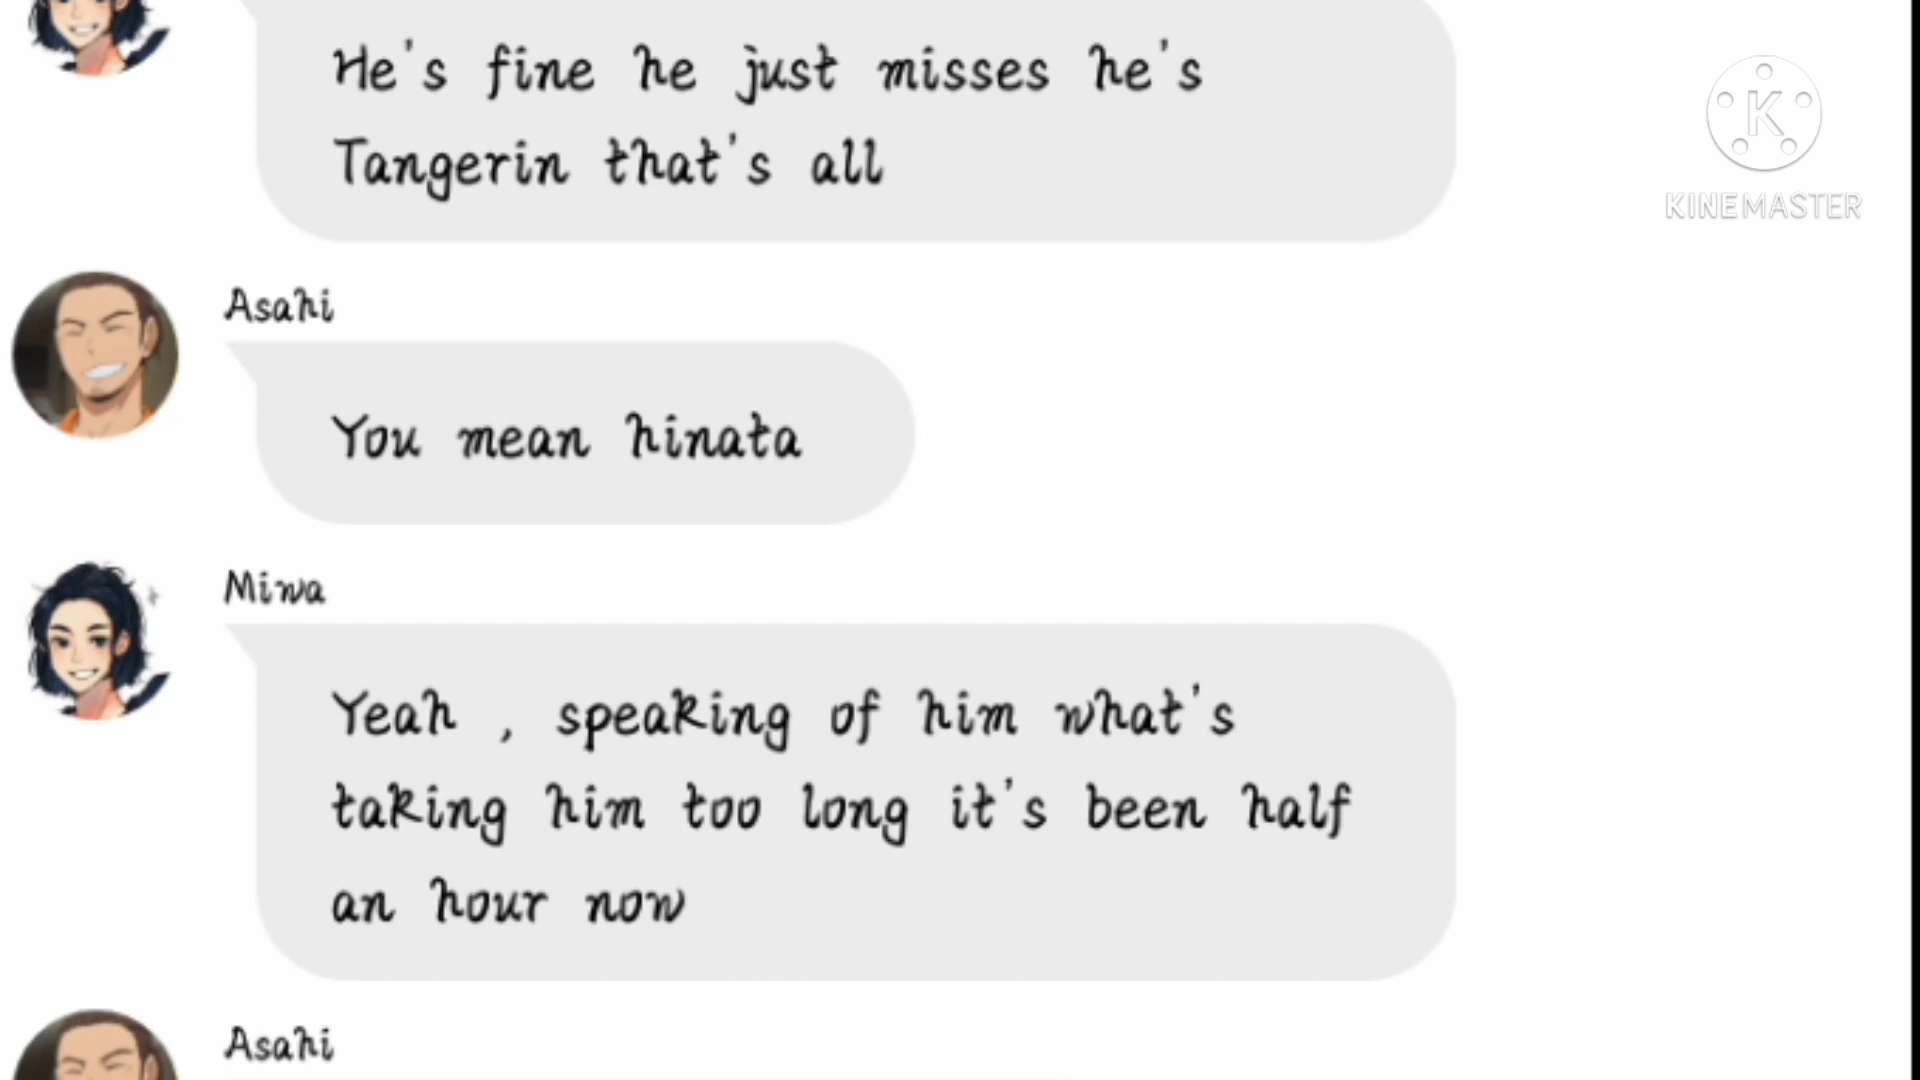 He's fine he just misses he's
Tangerin that's all
KINEMASTER
Asahi
You mean hinata
Miwa
Yeah , speaking of him what's
taking him too long it's been half
an hour now
Asahi